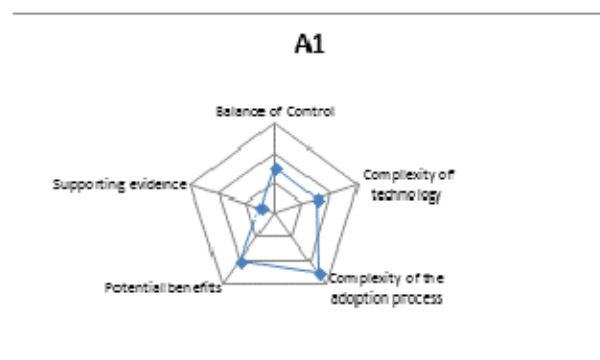 A1
Balance of Control
Complexity of
technology
Supporting evidence
Complexity of the
adoption process
Potential benefits